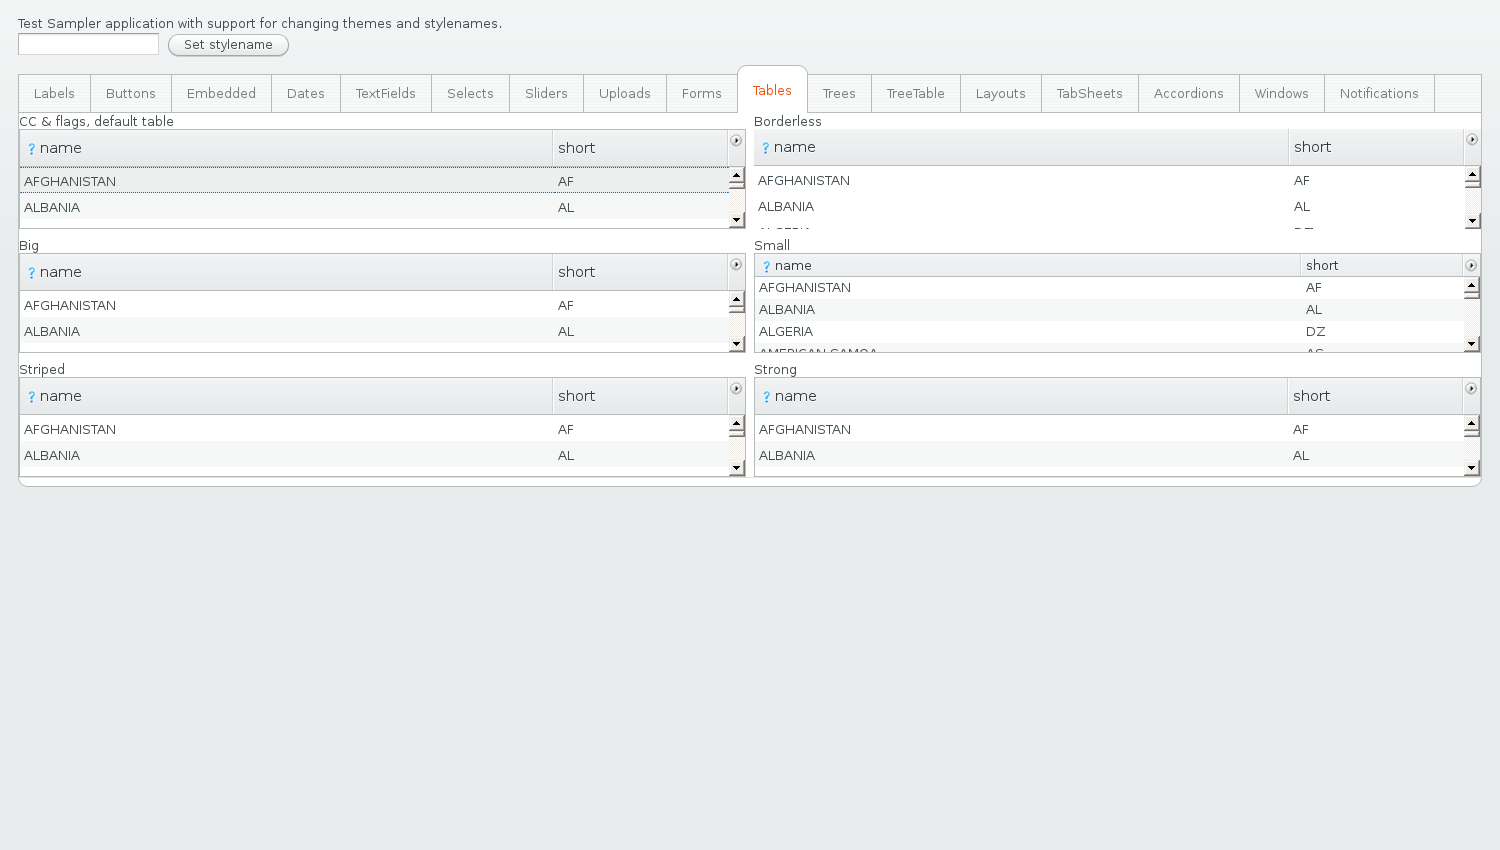 Test Sampler application with support for changing themes and stylenames.
Set stylename
Labels Buttons Embedded Dates TextFields Selects Sliders Uploads Forms Tables Trees TreeTable Layouts TabSheets Accordions Windows Notifications
CC & flags, default table
? name short
AFGHANISTAN AF
ALBANIA AL
Borderless
? name short
AFGHANISTAN AF
ALBANIA AL
Big
? name short
AFGHANISTAN AF
ALBANIA AL
Small
? name short
AFGHANISTAN AF
ALBANIA AL
ALGERIA DZ
AMERICAN SAMOA AS
Striped
? name short
AFGHANISTAN AF
ALBANIA AL
Strong
? name short
AFGHANISTAN AF
ALBANIA AL